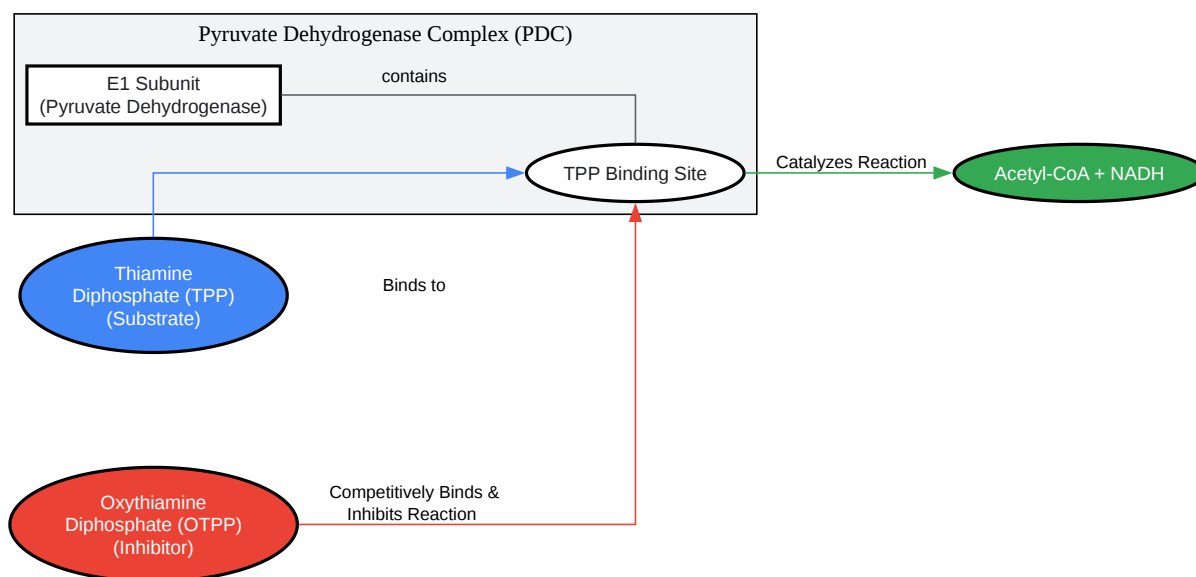 Pyruvate Dehydrogenase Complex (PDC)
E1 Subunit
(Pyruvate Dehydrogenase)
contains
TPP Binding Site
Catalyzes Reaction
Acetyl-CoA + NADH
Thiamine
Diphosphate (TPP)
(Substrate)
Binds to
Oxythiamine
Diphosphate (OTPP)
(Inhibitor)
Competitively Binds &
Inhibits Reaction